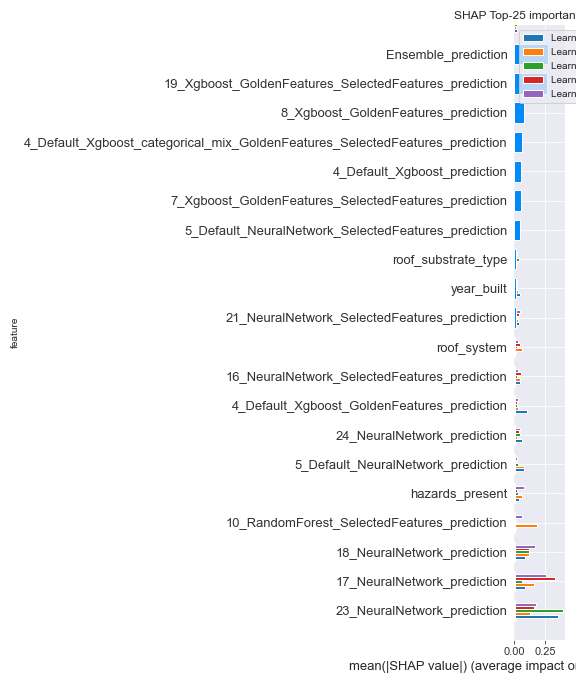 SHAP Top-25 important
Learn
Learn
Learn
Learn
Learn
Ensemble_prediction
19_Xgboost_GoldenFeatures_SelectedFeatures_prediction
8_Xgboost_GoldenFeatures_prediction
4_Default_Xgboost_categorical_mix_GoldenFeatures_SelectedFeatures_prediction
4_Default_Xgboost_prediction
7_Xgboost_GoldenFeatures_SelectedFeatures_prediction
5_Default_NeuralNetwork_SelectedFeatures_prediction
roof_substrate_type
year_built
21_NeuralNetwork_SelectedFeatures_prediction
feature
roof_system
16_NeuralNetwork_SelectedFeatures_prediction
4_Default_Xgboost_GoldenFeatures_prediction
24_NeuralNetwork_prediction
5_Default_NeuralNetwork_prediction
hazards_present
10_RandomForest_SelectedFeatures_prediction
18_NeuralNetwork_prediction
17_NeuralNetwork_prediction
23_NeuralNetwork_prediction
0.00 0.25
mean(|SHAP value|) (average impact on